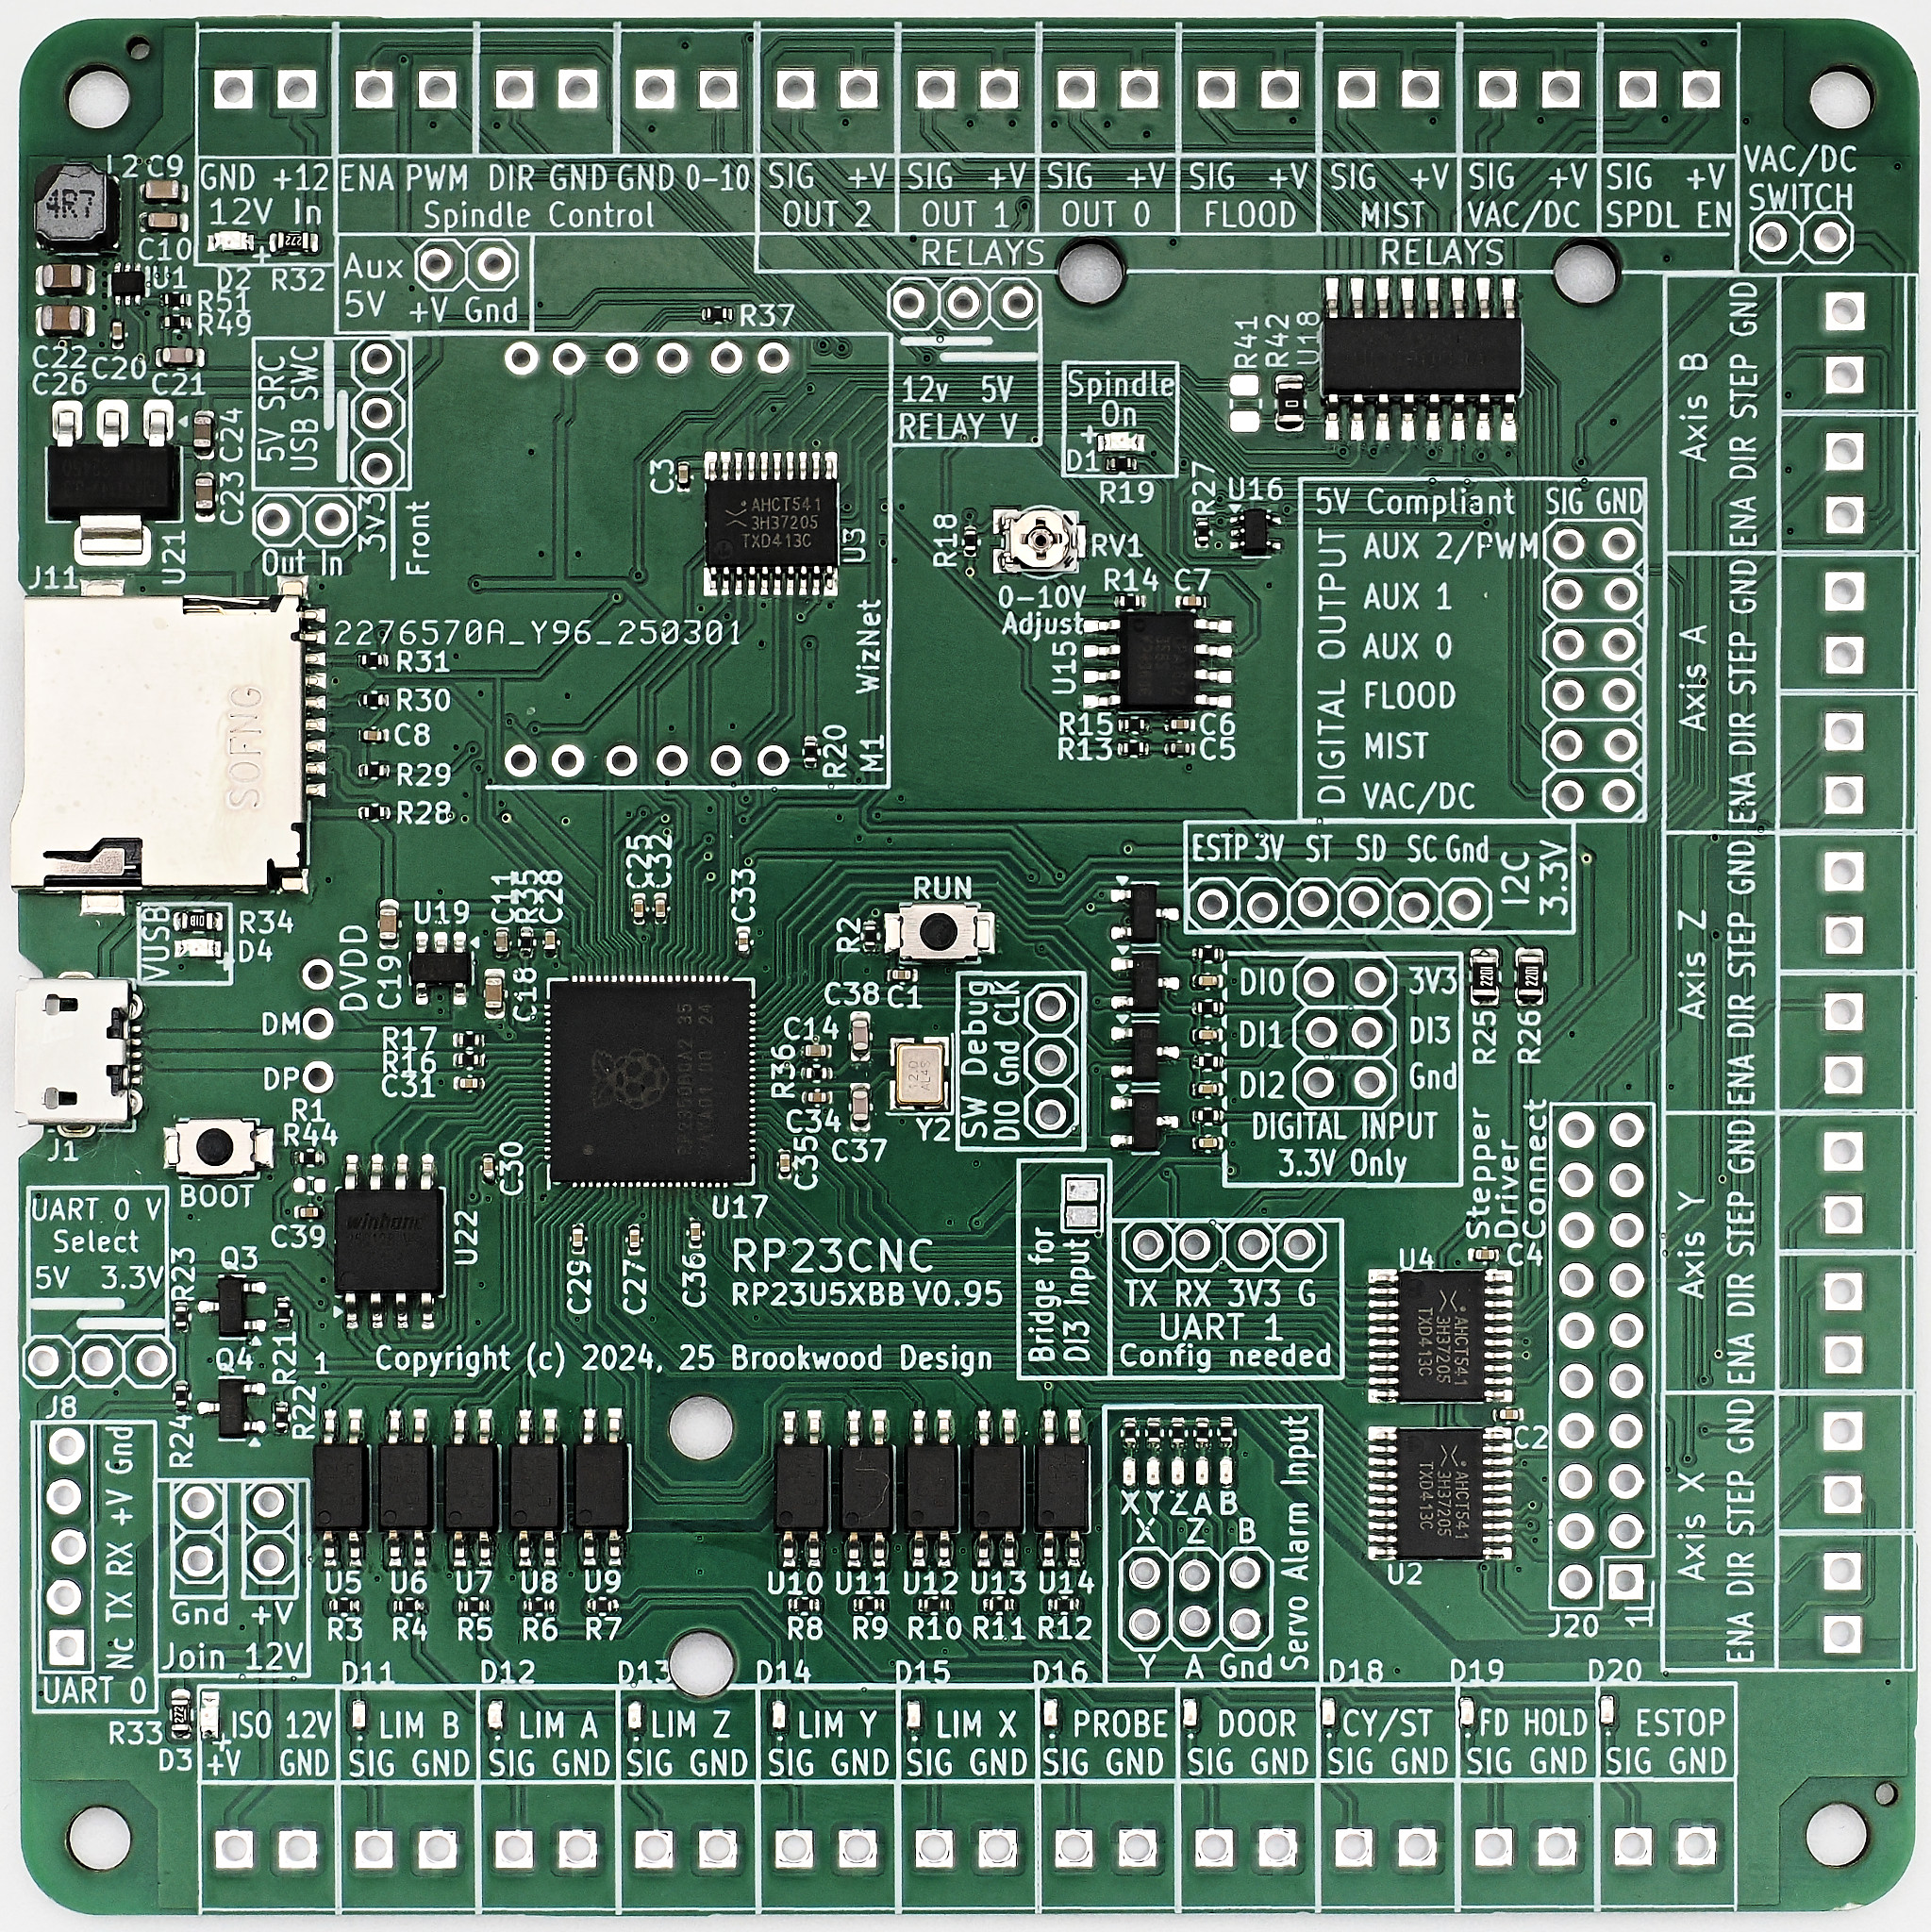 GND +12
12V In
ENA PWM DIR GND GND 0-10
Spindle Control
SIG +V
OUT 2
SIG +V
OUT 1
SIG +V
OUT 0
SIG +V
FLOOD
SIG +V
MIST
SIG +V
VAC/DC
SIG +V
SPDL EN
VAC/DC
SWITCH
RELAYS
RELAYS
L2 C9
4R7
C10
U1
D2 R32
R51
R49
C22
C26
C20
C21
Aux
5V
+V Gnd
R37
5V SRC
USB SWC
C24
C23
12v 5V
RELAY V
Spindle
On
+
D1
R19
R41
R42
U18
C3
AHCT541
3H37205
TXD413C
U3
R18
RV1
0-10V
Adjust
R27
U16
R14 C7
U15
R15
R13
C6
C5
U21
Out In
3v3
Front
J11
SOFNG
2276570A_Y96_250301
R31
R30
C8
R29
R28
WizNet
M1
R20
5V Compliant SIG GND
DIGITAL OUTPUT
AUX 2/PWM
AUX 1
AUX 0
FLOOD
MIST
VAC/DC
ESTP 3V ST SD SC Gnd
I2C
3.3V
Axis B
ENA DIR STEP GND
Axis A
ENA DIR STEP GND
Axis Z
ENA DIR STEP GND
Axis Y
ENA DIR STEP GND
Axis X
ENA DIR STEP GND
VUSB
R34
D4
U19
C11
R35
C28
C25
C32
C33
RUN
R2
C38 C1
DVDD
DM
DP
C19
C18
R17
R16
C31
C14
R36
C34
C37
C35
Y2
SW Debug
DIO Gnd CLK
DI0 3V3
DI1 DI3
DI2 Gnd
DIGITAL INPUT
3.3V Only
R25
R26
Stepper
Driver
Connect
J1
BOOT
R1
R44
C39
winbond
U22
C30
U17
C29
C27
C36
RP23CNC
RP23U5XBB V0.95
Copyright (c) 2024, 25 Brookwood Design
1
Bridge for
DI3 Input
TX RX 3V3 G
UART 1
Config needed
U4
C4
AHCT541
3H37205
TXD413C
C2
AHCT541
3H37205
TXD413C
U2
J20
1
UART 0 V
Select
5V 3.3V
R23
Q3
Q4
R21
R22
R24
J8
Nc TX RX +V Gnd
UART 0
Gnd +V
Join 12V
U5 U6 U7 U8 U9
R3 R4 R5 R6 R7
U10 U11 U12 U13 U14
R8 R9 R10 R11 R12
XYZAB
X Z B
Y A Gnd
Servo Alarm Input
D11 D12 D13 D14 D15 D16 D18 D19 D20
R33
D3
ISO 12V
+V GND
LIM B
SIG GND
LIM A
SIG GND
LIM Z
SIG GND
LIM Y
SIG GND
LIM X
SIG GND
PROBE
SIG GND
DOOR
SIG GND
CY/ST
SIG GND
FD HOLD
SIG GND
ESTOP
SIG GND